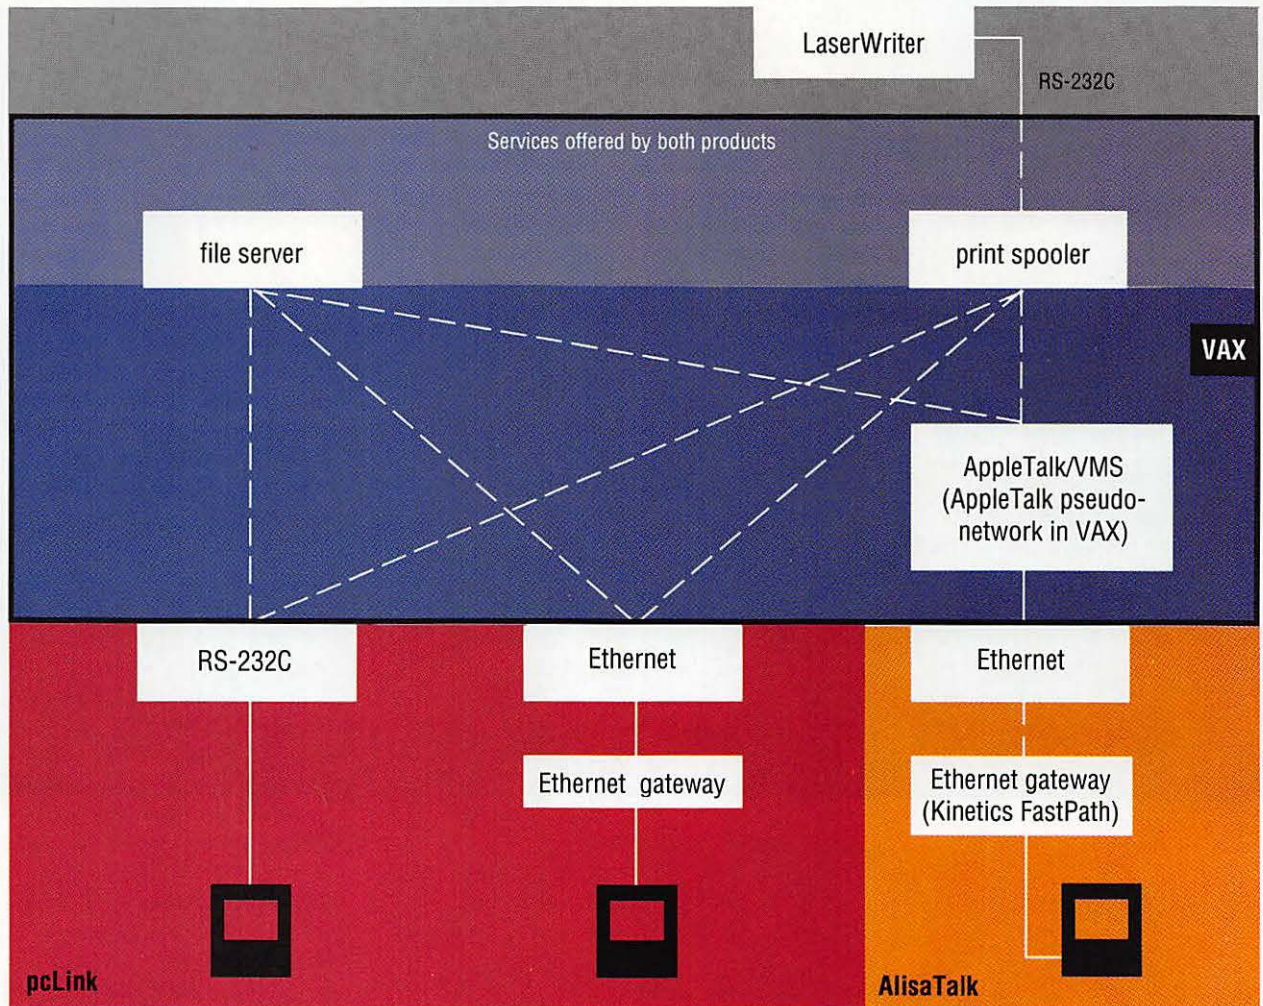 LaserWriter
RS-232C
Services offered by both products
file server
print spooler
VAX
AppleTalk/VMS
(AppleTalk pseudo-
network in VAX)
RS-232C
Ethernet
Ethernet
Ethernet gateway
Ethernet gateway
(Kinetics FastPath)
pcLink
AlisaTalk